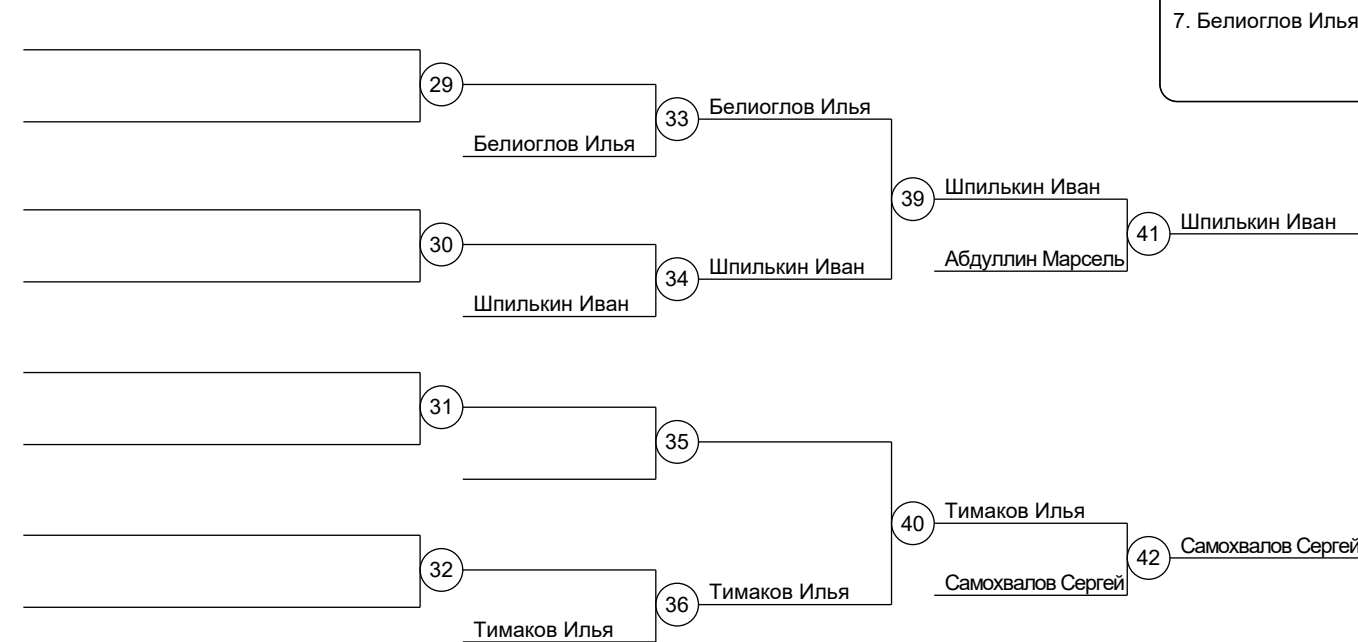 7. Белиоглов Илья
29
33
Белиоглов Илья
Белиоглов Илья
39
Шпилькин Иван
30
34
Шпилькин Иван
Шпилькин Иван
Абдуллин Марсель
41
Шпилькин Иван
31
35
40
Тимаков Илья
32
36
Тимаков Илья
Тимаков Илья
Самохвалов Сергей
42
Самохвалов Сергей